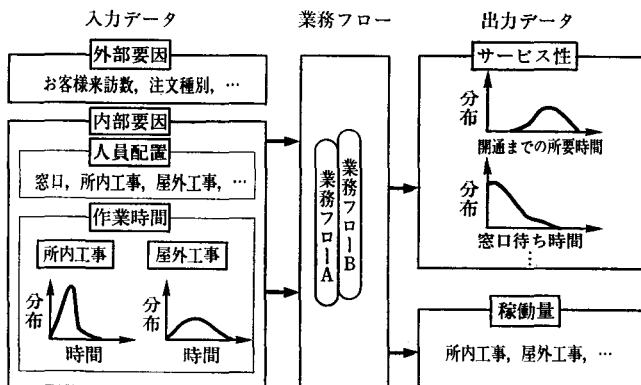 入力データ
業務フロー
出力データ
外部要因
お客様来訪数，注文種別，…
内部要因
人員配置
窓口，所内工事，屋外工事，…
作業時間
所内工事
分布
時間
屋外工事
分布
時間
業務フローA
業務フローB
サービス性
分布
開通までの所要時間
分布
窓口待ち時間
⋮
稼働量
所内工事，屋外工事，…